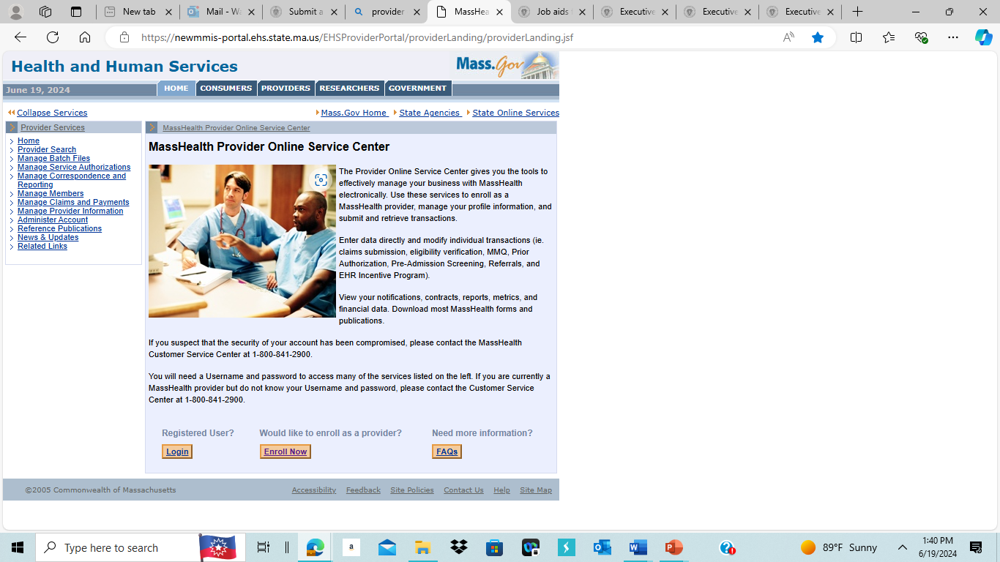 New tab
Mail - Wa
Submit a
provider
MassHea
Job aids f
Executive
Executive
Executive
https://newmmis-portal.ehs.state.ma.us/EHSProviderPortal/providerLanding/providerLanding.jsf
Health and Human Services
Mass.Gov
June 19, 2024
HOME CONSUMERS PROVIDERS RESEARCHERS GOVERNMENT
Collapse Services
Mass.Gov Home State Agencies State Online Services
Provider Services
Home
Provider Search
Manage Batch Files
Manage Service Authorizations
Manage Correspondence and
Reporting
Manage Members
Manage Claims and Payments
Manage Provider Information
Administer Account
Reference Publications
News & Updates
Related Links
MassHealth Provider Online Service Center
MassHealth Provider Online Service Center
The Provider Online Service Center gives you the tools to
effectively manage your business with MassHealth
electronically. Use these services to enroll as a
MassHealth provider, manage your profile information, and
submit and retrieve transactions.
Enter data directly and modify individual transactions (ie.
claims submission, eligibility verification, MMQ, Prior
Authorization, Pre-Admission Screening, Referrals, and
EHR Incentive Program).
View your notifications, contracts, reports, metrics, and
financial data. Download most MassHealth forms and
publications.
If you suspect that the security of your account has been compromised, please contact the MassHealth
Customer Service Center at 1-800-841-2900.
You will need a Username and password to access many of the services listed on the left. If you are currently a
MassHealth provider but do not know your Username and password, please contact the Customer Service
Center at 1-800-841-2900.
Registered User? Would like to enroll as a provider? Need more information?
Login Enroll Now FAQs
©2005 Commonwealth of Massachusetts
Accessibility Feedback Site Policies Contact Us Help Site Map
Type here to search
a
89°F Sunny
1:40 PM
6/19/2024